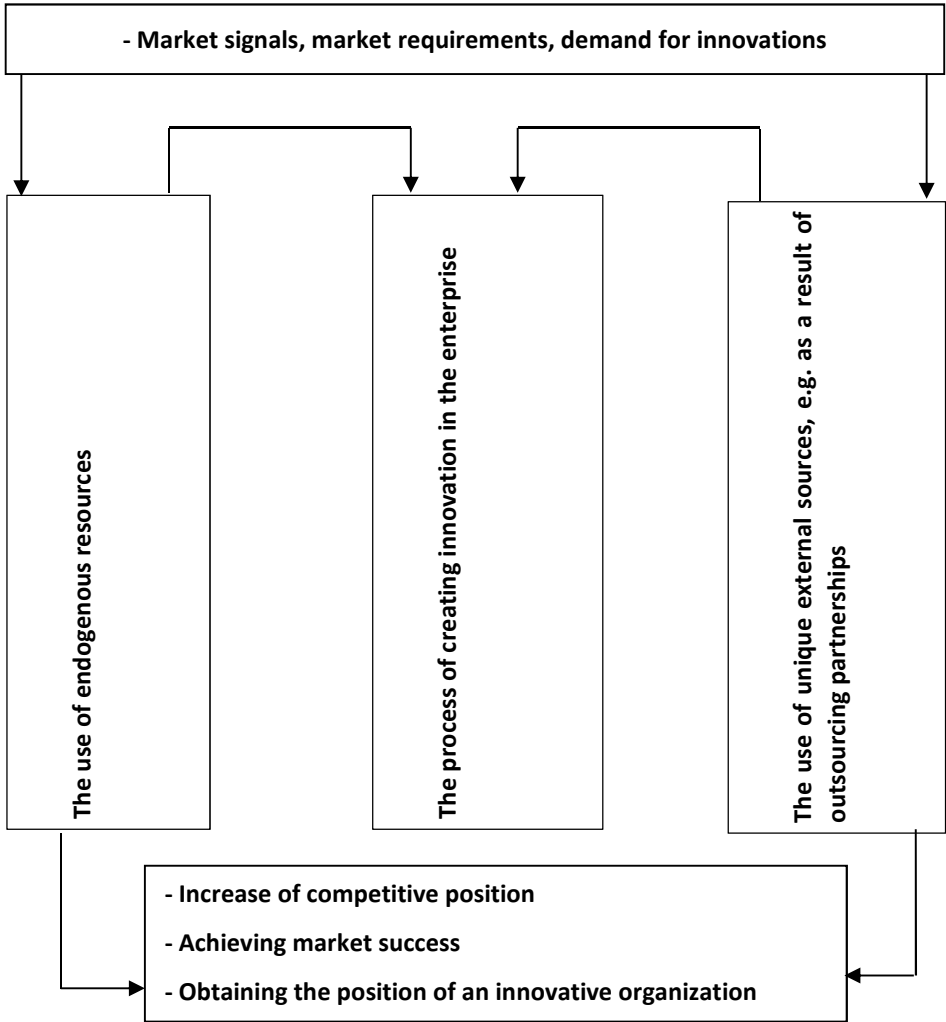 - Market signals, market requirements, demand for innovations
The use of endogenous resources
The process of creating innovation in the enterprise
The use of unique external sources, e.g. as a result of
outsourcing partnerships
- Increase of competitive position
- Achieving market success
- Obtaining the position of an innovative organization